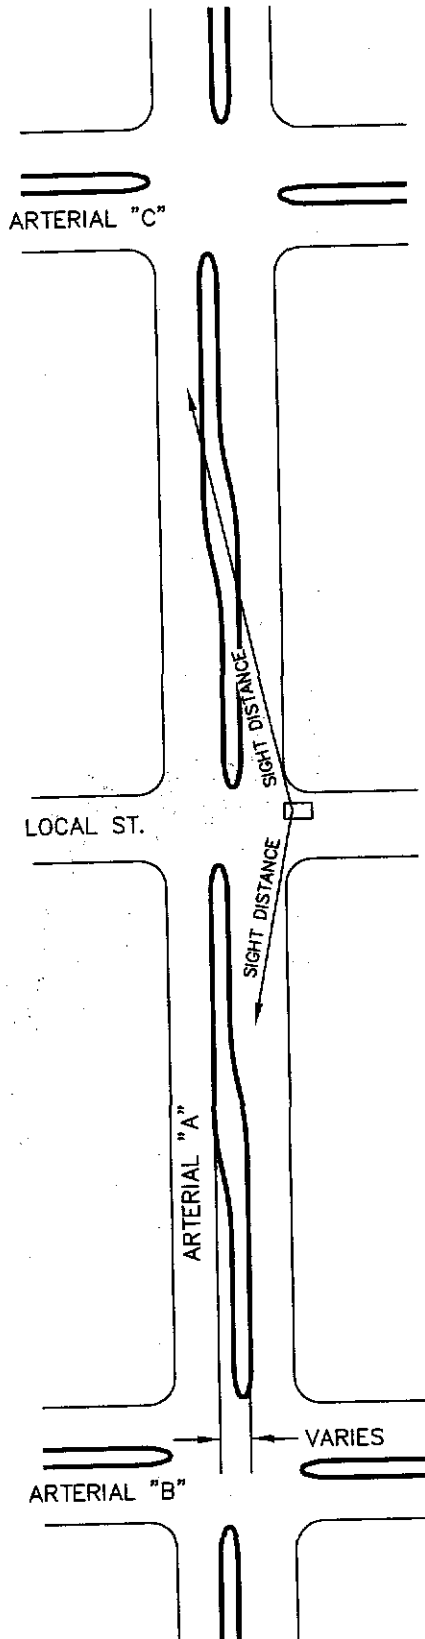 ARTERIAL "C"
SIGHT DISTANCE
LOCAL ST.
SIGHT DISTANCE
ARTERIAL "A"
VARIES
ARTERIAL "B"